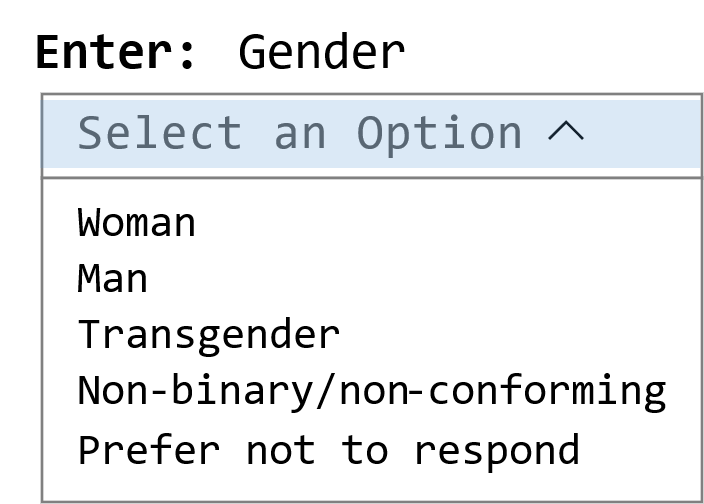 Enter: Gender
Select an Option
Woman
Man
Transgender
Non-binary/non-conforming
Prefer not to respond